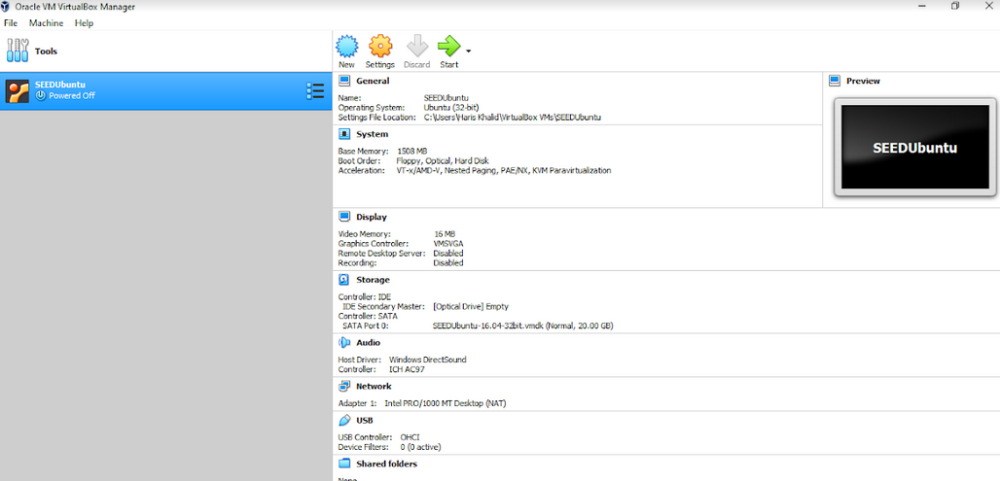 Oracle VM VirtualBox Manager
File Machine Help
Tools
New Settings Discard Start
SEEDUbuntu
Powered Off
General
Name: SEEDUbuntu
Operating System: Ubuntu (32-bit)
Settings File Location: C:\Users\Haris Khalid\VirtualBox VMs\SEEDUbuntu
Preview
SEEDUbuntu
System
Base Memory: 1508 MB
Boot Order: Floppy, Optical, Hard Disk
Acceleration: VT-x/AMD-V, Nested Paging, PAE/NX, KVM Paravirtualization
Display
Video Memory: 16 MB
Graphics Controller: VMSVGA
Remote Desktop Server: Disabled
Recording: Disabled
Storage
Controller: IDE
IDE Secondary Master: [Optical Drive] Empty
Controller: SATA
SATA Port 0: SEEDUbuntu-16.04-32bit.vmdk (Normal, 20.00 GB)
Audio
Host Driver: Windows DirectSound
Controller: ICH AC97
Network
Adapter 1: Intel PRO/1000 MT Desktop (NAT)
USB
USB Controller: OHCI
Device Filters: 0 (0 active)
Shared folders
None